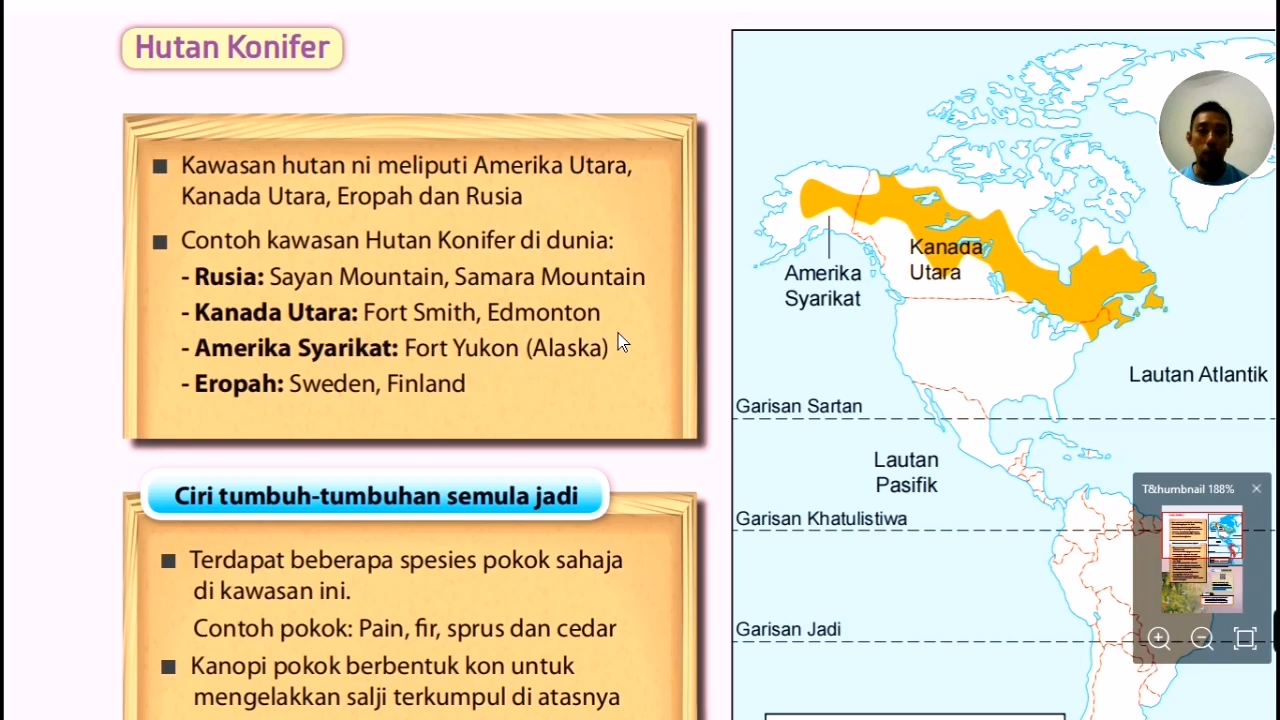 Hutan Konifer
■ Kawasan hutan ni meliputi Amerika Utara,
Kanada Utara, Eropah dan Rusia
■ Contoh kawasan Hutan Konifer di dunia:
- Rusia: Sayan Mountain, Samara Mountain
- Kanada Utara: Fort Smith, Edmonton
- Amerika Syarikat: Fort Yukon (Alaska)
- Eropah: Sweden, Finland
Ciri tumbuh-tumbuhan semula jadi
■ Terdapat beberapa spesies pokok sahaja
di kawasan ini.
Contoh pokok: Pain, fir, sprus dan cedar
■ Kanopi pokok berbentuk kon untuk
mengelakkan salji terkumpul di atasnya
Kanada
Utara
Amerika
Syarikat
Lautan Atlantik
Garisan Sartan
Lautan
Pasifik
Garisan Khatulistiwa
Garisan Jadi
T&humbnail 188%